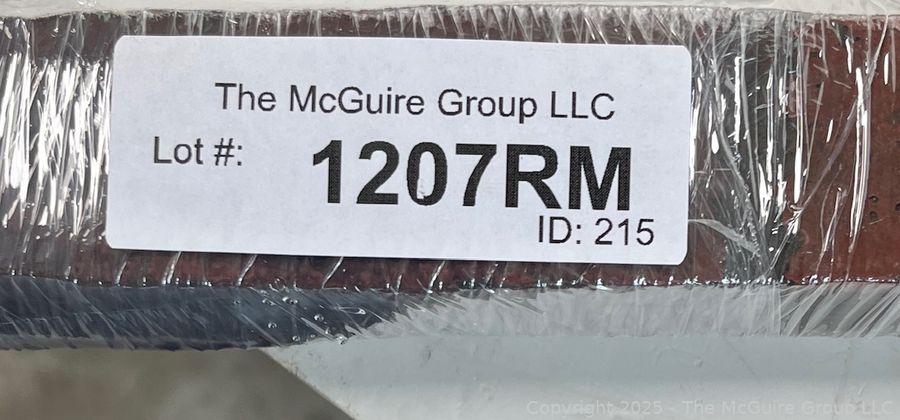 The McGuire Group LLC
Lot #: 1207RM
ID: 215
Copyright 2025 - The McGuire Group LLC